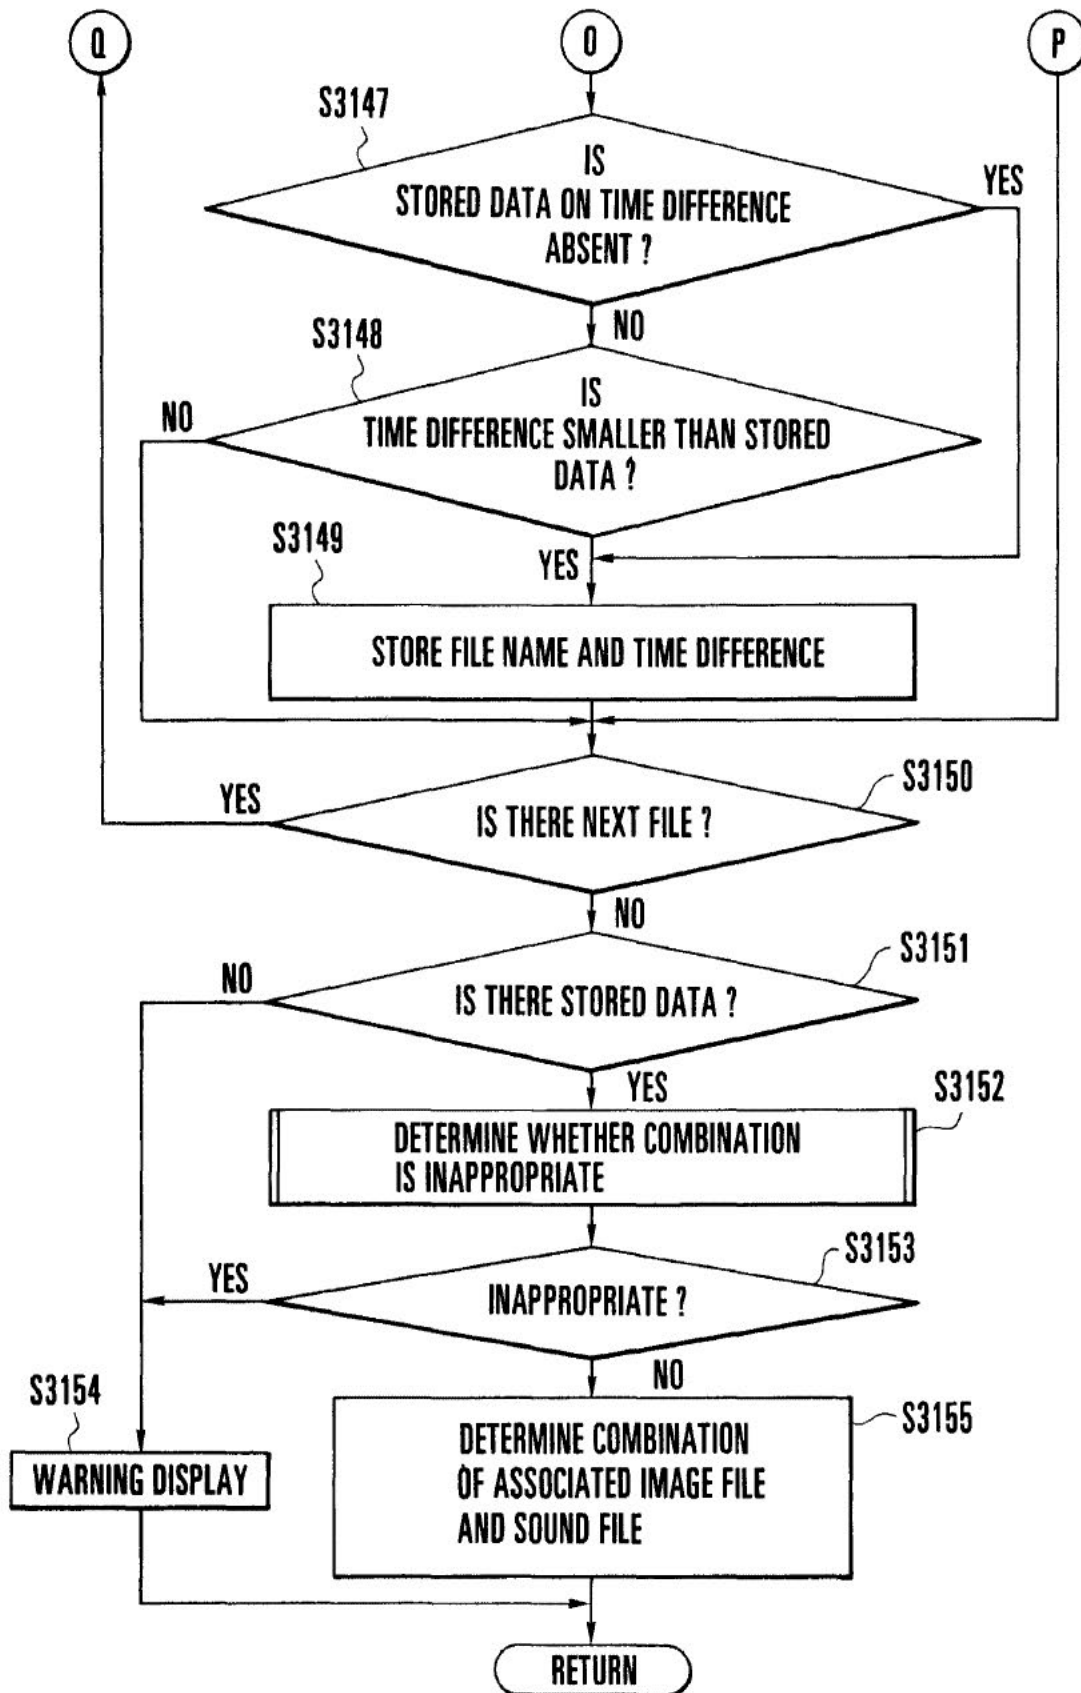 Q
O
P
S3147
IS
STORED DATA ON TIME DIFFERENCE
ABSENT ?
YES
NO
S3148
IS
TIME DIFFERENCE SMALLER THAN STORED
DATA ?
NO
YES
S3149
STORE FILE NAME AND TIME DIFFERENCE
S3150
IS THERE NEXT FILE ?
YES
NO
S3151
IS THERE STORED DATA ?
NO
YES
S3152
DETERMINE WHETHER COMBINATION
IS INAPPROPRIATE
S3153
INAPPROPRIATE ?
YES
NO
S3154
WARNING DISPLAY
S3155
DETERMINE COMBINATION
OF ASSOCIATED IMAGE FILE
AND SOUND FILE
RETURN